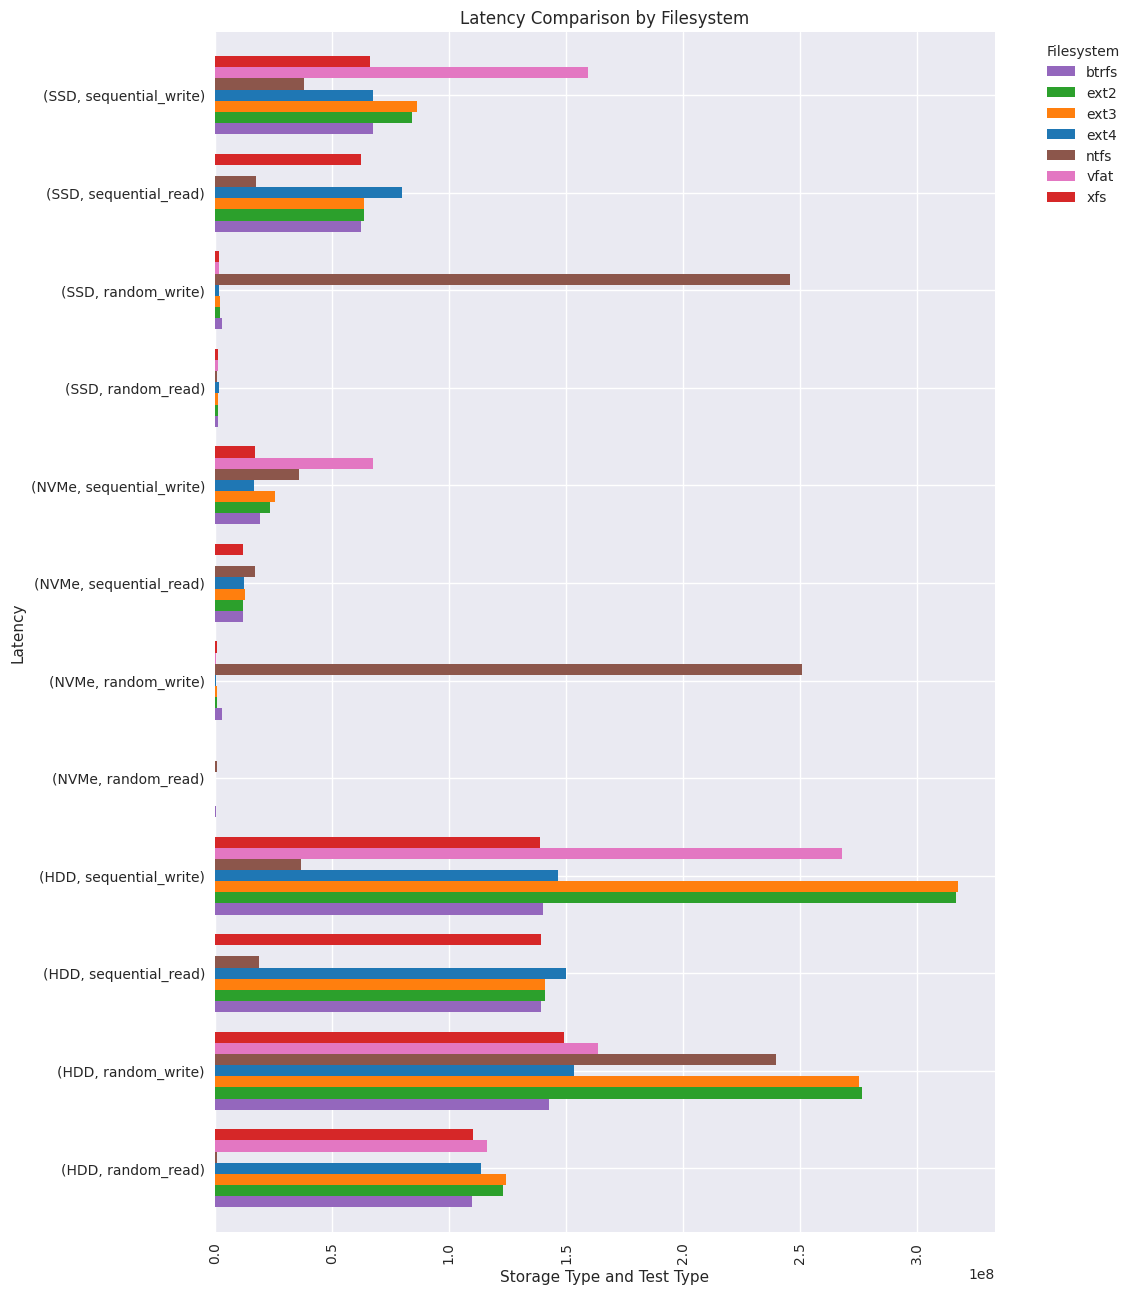 Latency Comparison by Filesystem
Filesystem
btrfs
ext2
ext3
ext4
ntfs
vfat
xfs
(SSD, sequential_write)
(SSD, sequential_read)
(SSD, random_write)
(SSD, random_read)
(NVMe, sequential_write)
(NVMe, sequential_read)
(NVMe, random_write)
(NVMe, random_read)
(HDD, sequential_write)
(HDD, sequential_read)
(HDD, random_write)
(HDD, random_read)
Latency
0.0
0.5
1.0
1.5
2.0
2.5
3.0
1e8
Storage Type and Test Type